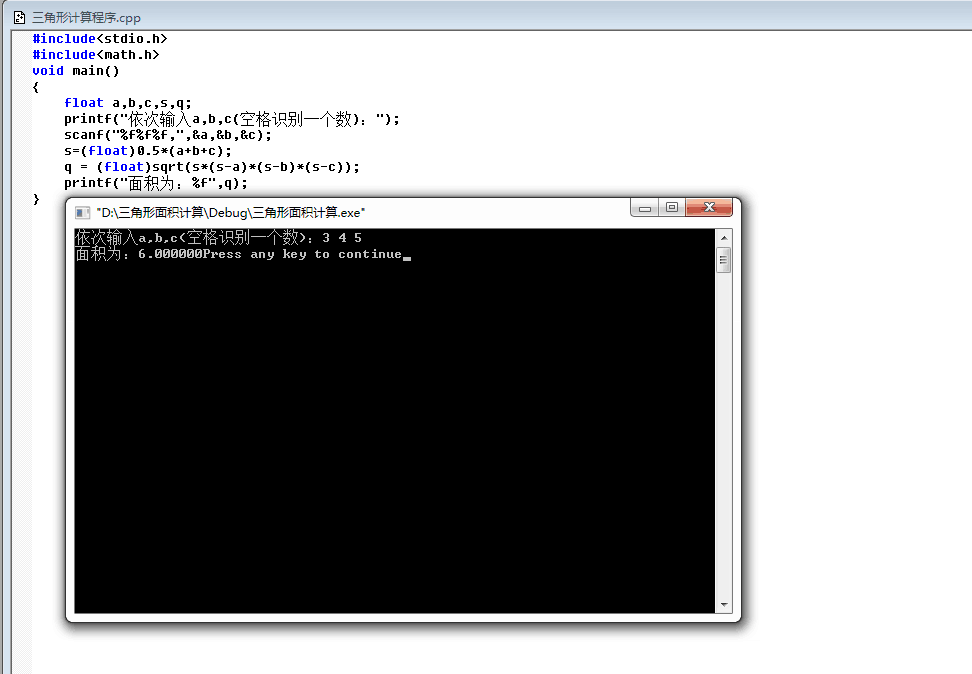 三角形计算程序.cpp
#include<stdio.h>
#include<math.h>
void main()
{
float a,b,c,s,q;
printf("依次输入a,b,c(空格识别一个数)：");
scanf("%f%f%f,",&a,&b,&c);
s=(float)0.5*(a+b+c);
q = (float)sqrt(s*(s-a)*(s-b)*(s-c));
printf("面积为：%f",q);
}
"D:\三角形面积计算\Debug\三角形面积计算.exe"
依次输入a,b,c(空格识别一个数)：3 4 5
面积为：6.000000Press any key to continue